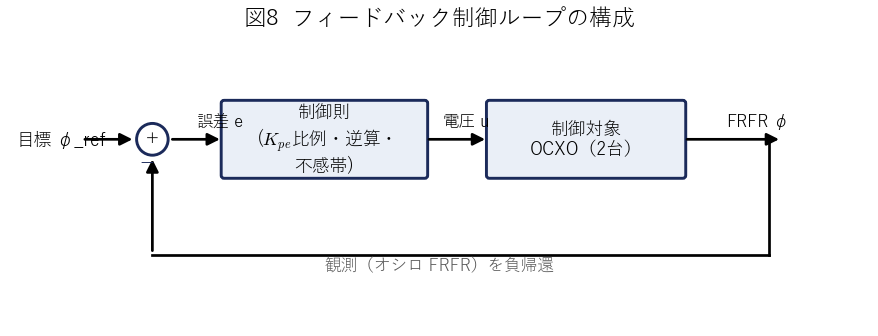 図8 フィードバック制御ループの構成
目標 φ_ref
+
−
誤差 e
制御則
(K_pe比例・逆算・
不感帯)
電圧 u
制御対象
OCXO（2台）
FRFR φ
観測（オシロ FRFR）を負帰還